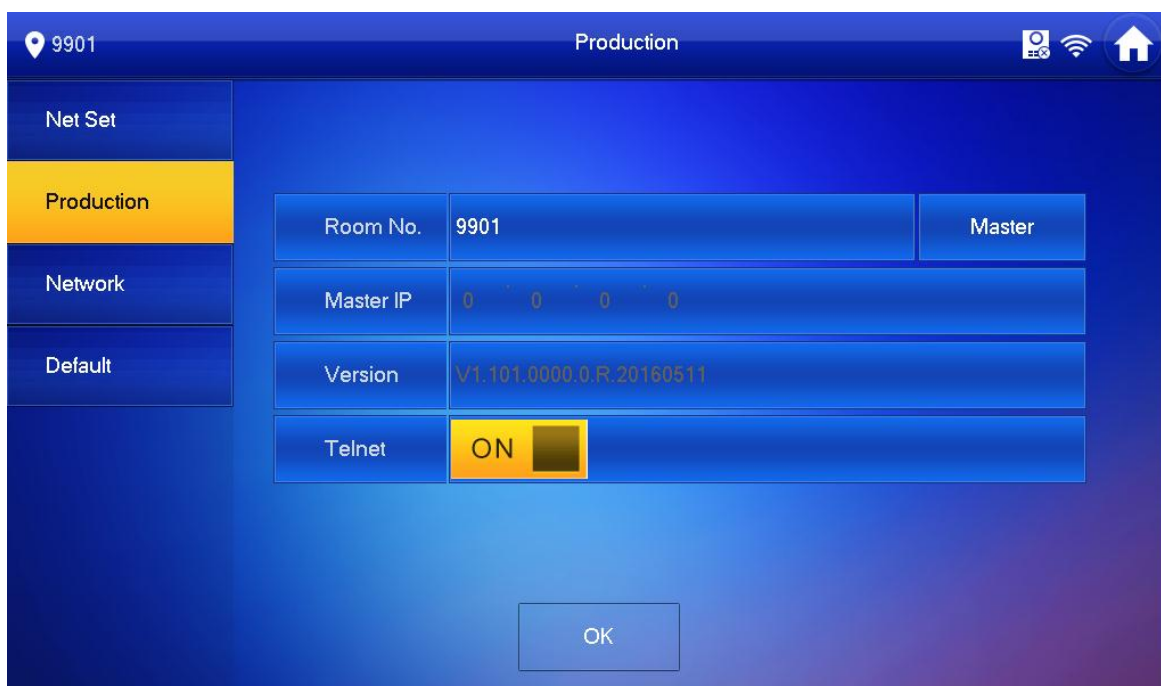 9901
Production
Net Set
Production
Network
Default
Room No. 9901 Master
Master IP 0 . 0 . 0 . 0
Version V1.101.0000.0.R.20160511
Telnet ON
OK